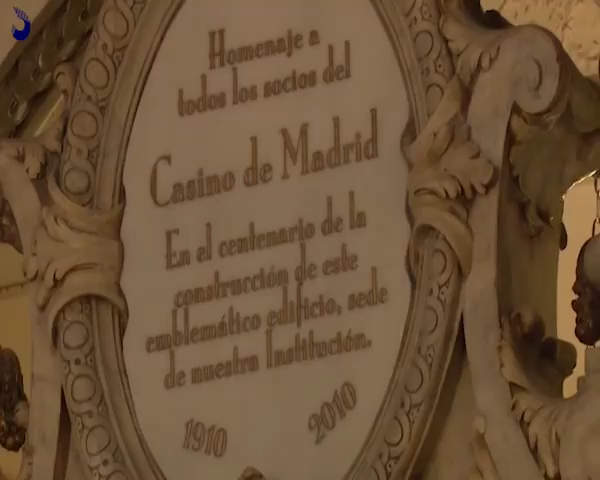 Homenaje a
todos los socios del
Casino de Madrid
En el centenario de la
construcción de este
emblemático edificio, sede
de nuestra Institución.
1910 2010